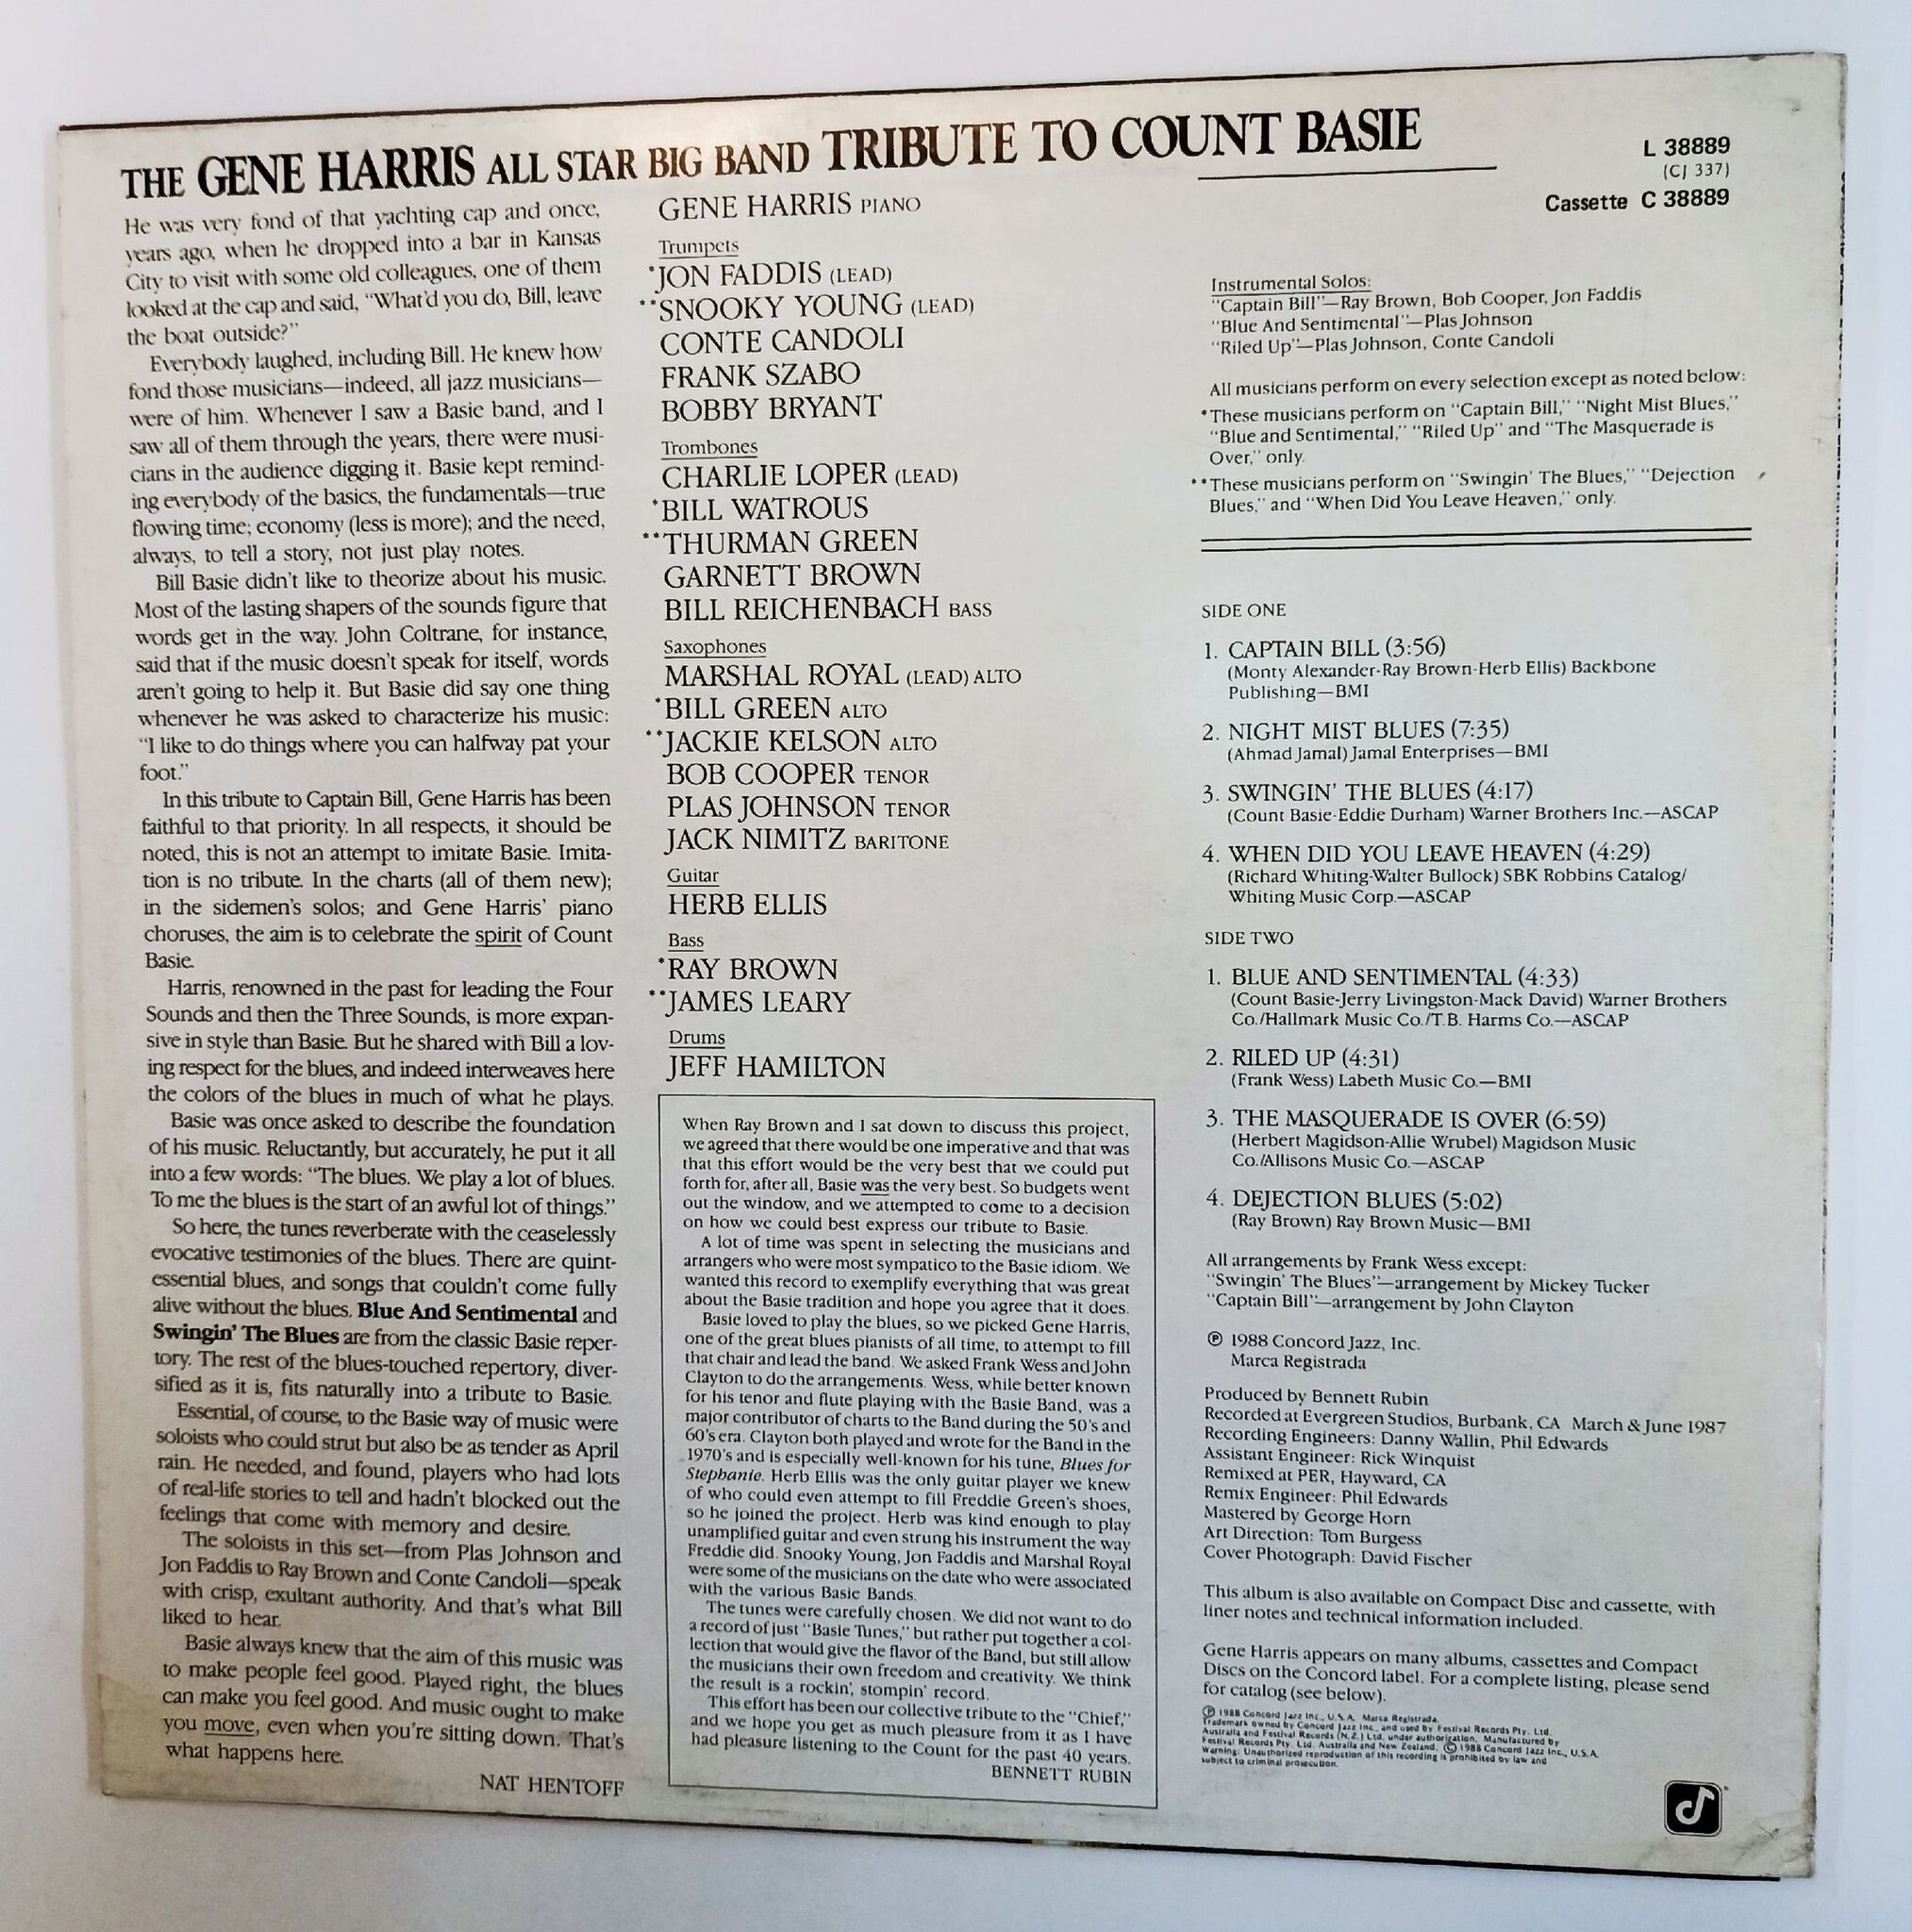 THE GENE HARRIS ALL STAR BIG BAND TRIBUTE TO COUNT BASIE
L 38889
(CJ 337)
Cassette C 38889
He was very fond of that yachting cap and once,
years ago, when he dropped into a bar in Kansas
City to visit with some old colleagues, one of them
looked at the cap and said, "What'd you do, Bill, leave
the boat outside?"
Everybody laughed, including Bill. He knew how
fond those musicians—indeed, all jazz musicians—
were of him. Whenever I saw a Basie band, and I
saw all of them through the years, there were musi-
cians in the audience digging it. Basie kept remind-
ing everybody of the basics, the fundamentals—true
flowing time; economy (less is more); and the need,
always, to tell a story, not just play notes.
Bill Basie didn't like to theorize about his music.
Most of the lasting shapers of the sounds figure that
words get in the way. John Coltrane, for instance,
said that if the music doesn't speak for itself, words
aren't going to help it. But Basie did say one thing
whenever he was asked to characterize his music:
"I like to do things where you can halfway pat your
foot."
In this tribute to Captain Bill, Gene Harris has been
faithful to that priority. In all respects, it should be
noted, this is not an attempt to imitate Basie. Imita-
tion is no tribute. In the charts (all of them new);
in the sidemen's solos; and Gene Harris' piano
choruses, the aim is to celebrate the spirit of Count
Basie.
Harris, renowned in the past for leading the Four
Sounds and then the Three Sounds, is more expan-
sive in style than Basie. But he shared with Bill a lov-
ing respect for the blues, and indeed interweaves here
the colors of the blues in much of what he plays.
Basie was once asked to describe the foundation
of his music. Reluctantly, but accurately, he put it all
into a few words: "The blues. We play a lot of blues.
To me the blues is the start of an awful lot of things."
So here, the tunes reverberate with the ceaselessly
evocative testimonies of the blues. There are quint-
essential blues, and songs that couldn't come fully
alive without the blues. Blue And Sentimental and
Swingin' The Blues are from the classic Basie reper-
tory. The rest of the blues-touched repertory, diver-
sified as it is, fits naturally into a tribute to Basie.
Essential, of course, to the Basie way of music were
soloists who could strut but also be as tender as April
rain. He needed, and found, players who had lots
of real-life stories to tell and hadn't blocked out the
feelings that come with memory and desire.
The soloists in this set—from Plas Johnson and
Jon Faddis to Ray Brown and Conte Candoli—speak
with crisp, exultant authority. And that's what Bill
liked to hear.
Basie always knew that the aim of this music was
to make people feel good. Played right, the blues
can make you feel good. And music ought to make
you move, even when you're sitting down. That's
what happens here.
NAT HENTOFF
GENE HARRIS PIANO
Trumpets
*JON FADDIS (LEAD)
**SNOOKY YOUNG (LEAD)
CONTE CANDOLI
FRANK SZABO
BOBBY BRYANT
Trombones
CHARLIE LOPER (LEAD)
*BILL WATROUS
**THURMAN GREEN
GARNETT BROWN
BILL REICHENBACH BASS
Saxophones
MARSHAL ROYAL (LEAD) ALTO
*BILL GREEN ALTO
**JACKIE KELSON ALTO
BOB COOPER TENOR
PLAS JOHNSON TENOR
JACK NIMITZ BARITONE
Guitar
HERB ELLIS
Bass
*RAY BROWN
**JAMES LEARY
Drums
JEFF HAMILTON
When Ray Brown and I sat down to discuss this project,
we agreed that there would be one imperative and that was
that this effort would be the very best that we could put
forth for, after all, Basie was the very best. So budgets went
out the window, and we attempted to come to a decision
on how we could best express our tribute to Basie.
A lot of time was spent in selecting the musicians and
arrangers who were most sympatico to the Basie idiom. We
wanted this record to exemplify everything that was great
about the Basie tradition and hope you agree that it does.
Basie loved to play the blues, so we picked Gene Harris,
one of the great blues pianists of all time, to attempt to fill
that chair and lead the band. We asked Frank Wess and John
Clayton to do the arrangements. Wess, while better known
for his tenor and flute playing with the Basie Band, was a
major contributor of charts to the Band during the 50's and
60's era. Clayton both played and wrote for the Band in the
1970's and is especially well-known for his tune, Blues for
Stephanie. Herb Ellis was the only guitar player we knew
of who could even attempt to fill Freddie Green's shoes,
so he joined the project. Herb was kind enough to play
unamplified guitar and even strung his instrument the way
Freddie did. Snooky Young, Jon Faddis and Marshal Royal
were some of the musicians on the date who were associated
with the various Basie Bands.
The tunes were carefully chosen. We did not want to do
a record of just "Basie Tunes," but rather put together a col-
lection that would give the flavor of the Band, but still allow
the musicians their own freedom and creativity. We think
the result is a rockin', stompin' record.
This effort has been our collective tribute to the "Chief,"
and we hope you get as much pleasure from it as I have
had pleasure listening to the Count for the past 40 years.
BENNETT RUBIN
Instrumental Solos:
"Captain Bill"—Ray Brown, Bob Cooper, Jon Faddis
"Blue And Sentimental"—Plas Johnson
"Riled Up"—Plas Johnson, Conte Candoli
All musicians perform on every selection except as noted below:
*These musicians perform on "Captain Bill," "Night Mist Blues,"
"Blue and Sentimental," "Riled Up" and "The Masquerade is
Over," only.
**These musicians perform on "Swingin' The Blues," "Dejection
Blues," and "When Did You Leave Heaven," only.
SIDE ONE
1. CAPTAIN BILL (3:56)
(Monty Alexander-Ray Brown-Herb Ellis) Backbone
Publishing—BMI
2. NIGHT MIST BLUES (7:35)
(Ahmad Jamal) Jamal Enterprises—BMI
3. SWINGIN' THE BLUES (4:17)
(Count Basie-Eddie Durham) Warner Brothers Inc.—ASCAP
4. WHEN DID YOU LEAVE HEAVEN (4:29)
(Richard Whiting-Walter Bullock) SBK Robbins Catalog/
Whiting Music Corp.—ASCAP
SIDE TWO
1. BLUE AND SENTIMENTAL (4:33)
(Count Basie-Jerry Livingston-Mack David) Warner Brothers
Co./Hallmark Music Co./T.B. Harms Co.—ASCAP
2. RILED UP (4:31)
(Frank Wess) Labeth Music Co.—BMI
3. THE MASQUERADE IS OVER (6:59)
(Herbert Magidson-Allie Wrubel) Magidson Music
Co./Allisons Music Co.—ASCAP
4. DEJECTION BLUES (5:02)
(Ray Brown) Ray Brown Music—BMI
All arrangements by Frank Wess except:
"Swingin' The Blues"—arrangement by Mickey Tucker
"Captain Bill"—arrangement by John Clayton
℗ 1988 Concord Jazz, Inc.
Marca Registrada
Produced by Bennett Rubin
Recorded at Evergreen Studios, Burbank, CA March & June 1987
Recording Engineers: Danny Wallin, Phil Edwards
Assistant Engineer: Rick Winquist
Remixed at PER, Hayward, CA
Remix Engineer: Phil Edwards
Mastered by George Horn
Art Direction: Tom Burgess
Cover Photograph: David Fischer
This album is also available on Compact Disc and cassette, with
liner notes and technical information included.
Gene Harris appears on many albums, cassettes and Compact
Discs on the Concord label. For a complete listing, please send
for catalog (see below).
℗ 1988 Concord Jazz Inc., U.S.A. Marca Registrada.
Trademark owned by Concord Jazz Inc., and used by Festival Records Pty. Ltd.
Australia and Festival Records (N.Z.) Ltd. under authorization. Manufactured by
Festival Records Pty. Ltd. Australia and New Zealand. © 1988 Concord Jazz Inc., U.S.A.
Warning: Unauthorized reproduction of this recording is prohibited by law and
subject to criminal prosecution.